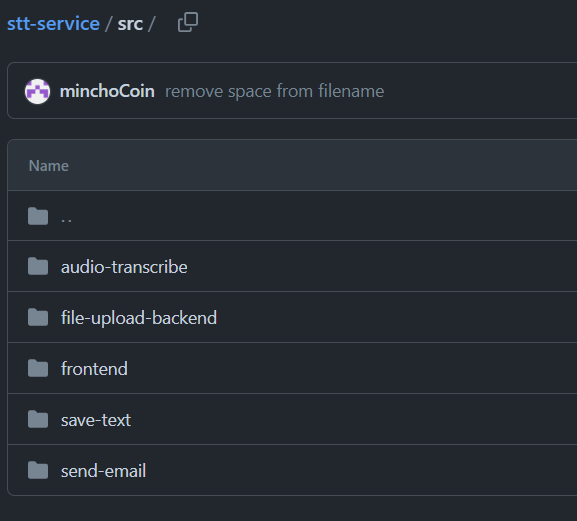 stt-service / src /
minchoCoin remove space from filename
Name
..
audio-transcribe
file-upload-backend
frontend
save-text
send-email